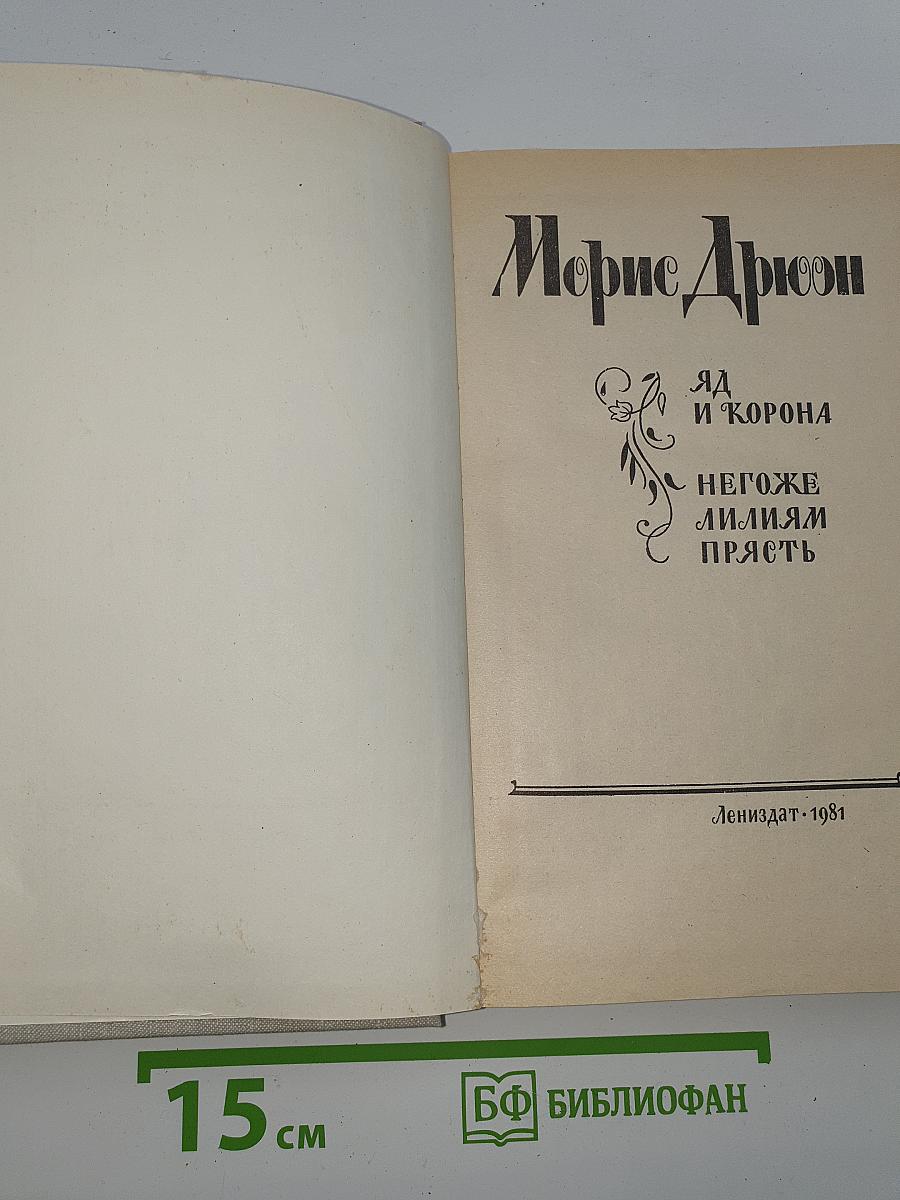 Морис Дрюон
ЯД
И КОРОНА
НЕГОЖЕ
ЛИЛИЯМ
ПРЯСТЬ
Лениздат·1981
15 см
БФ БИБЛИОФАН